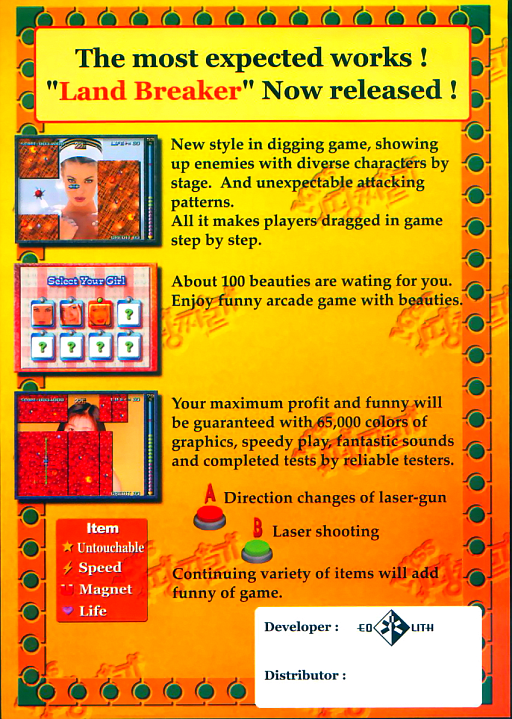 The most expected works !
"Land Breaker" Now released !
New style in digging game, showing
up enemies with diverse characters by
stage. And unexpectable attacking
patterns.
All it makes players dragged in game
step by step.
Select Your Girl
? 
? ? ? ?
About 100 beauties are wating for you.
Enjoy funny arcade game with beauties.
Your maximum profit and funny will
be guaranteed with 65,000 colors of
graphics, speedy play, fantastic sounds
and completed tests by reliable testers.
A Direction changes of laser-gun
B Laser shooting
Item
Untouchable
Speed
Magnet
Life
Continuing variety of items will add
funny of game.
Developer : EOLITH
Distributor :